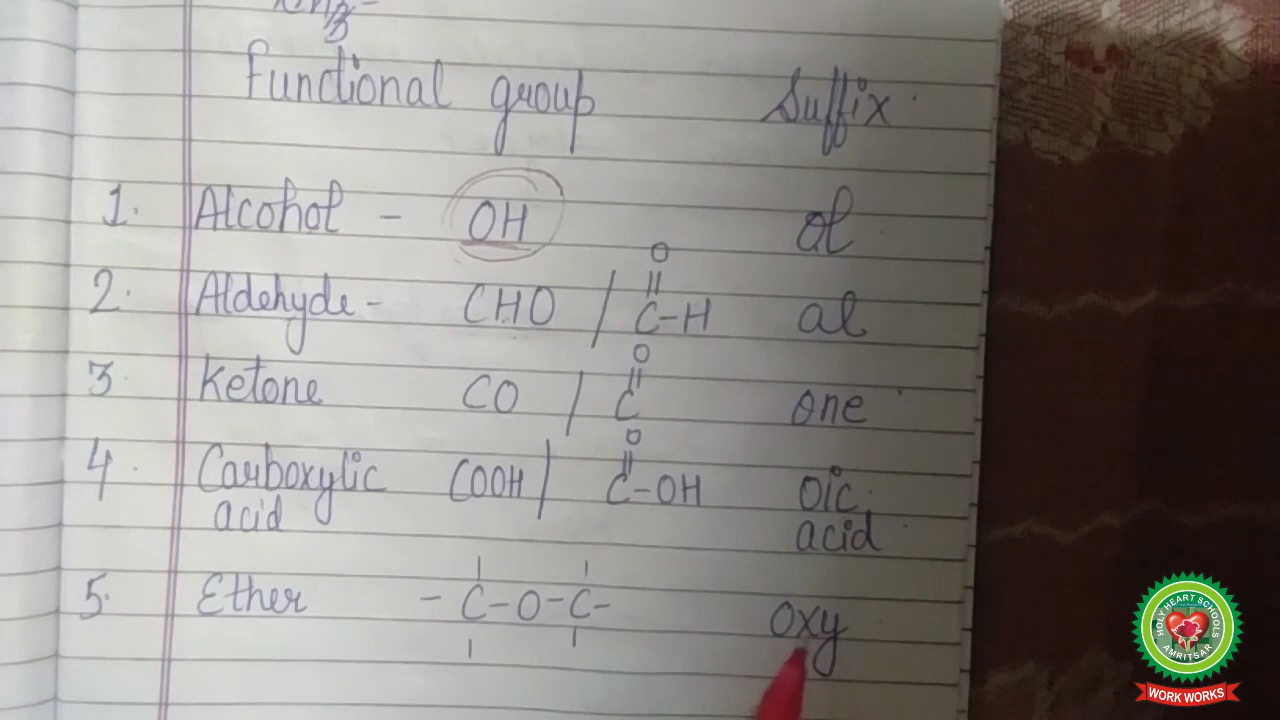 Functional group Suffix
1. Alcohol - OH ol
O
||
2. Aldehyde - CHO / C-H al
O
||
3 Ketone CO / C one
O
||
4. Carboxylic COOH / C-OH oic
acid acid
5. Ether -C-O-C- oxy
HOLY HEART SCHOOLS
AMRITSAR
WORK WORKS